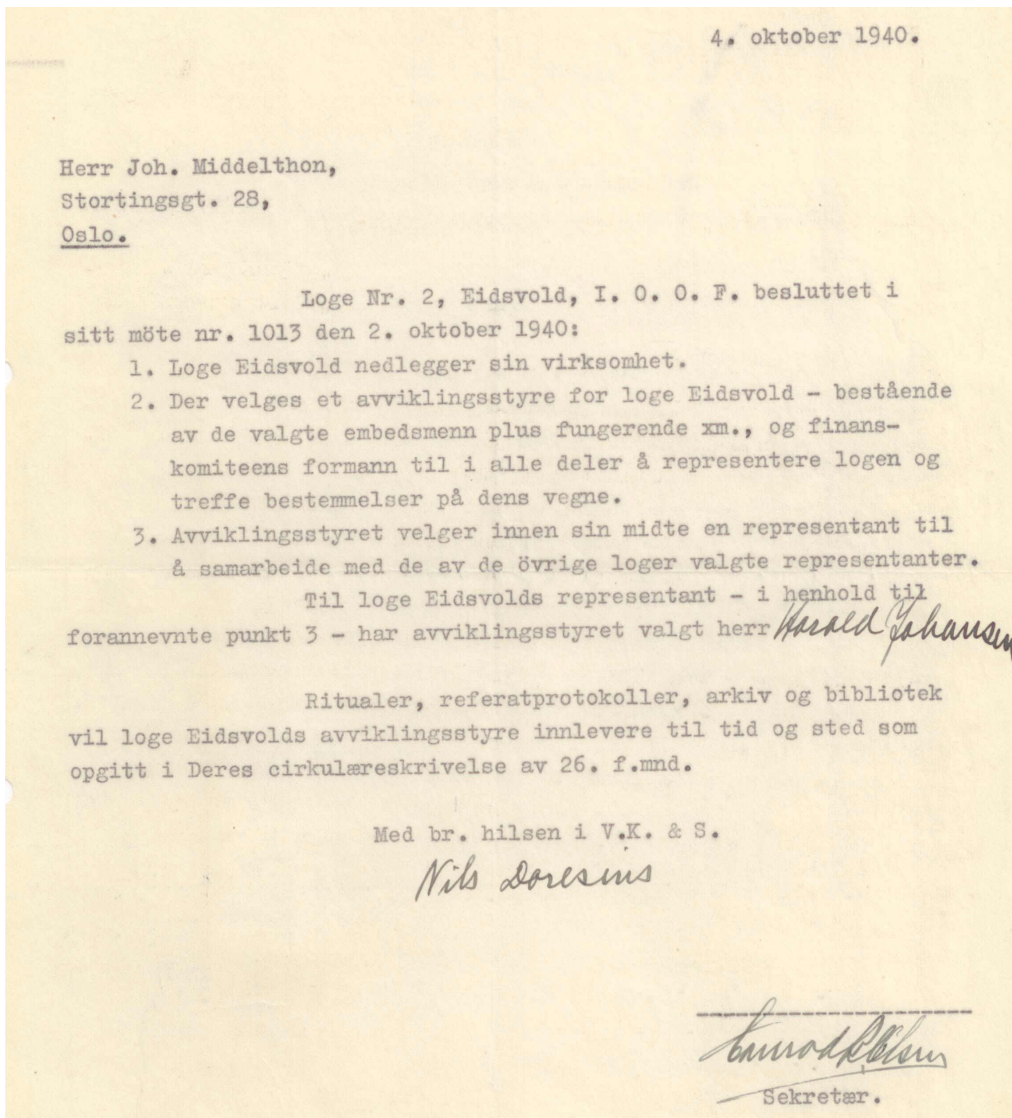 4. oktober 1940.
Herr Joh. Middelthon,
Stortingsgt. 28,
Oslo.
Loge Nr. 2, Eidsvold, I. O. O. F. besluttet i
sitt möte nr. 1013 den 2. oktober 1940:
1. Loge Eidsvold nedlegger sin virksomhet.
2. Der velges et avviklingsstyre for loge Eidsvold - bestående
av de valgte embedsmenn plus fungerende xm., og finans-
komiteens formann til i alle deler å representere logen og
treffe bestemmelser på dens vegne.
3. Avviklingsstyret velger innen sin midte en representant til
å samarbeide med de av de övrige loger valgte representanter.
Til loge Eidsvolds representant - i henhold til
forannevnte punkt 3 - har avviklingsstyret valgt herr Harald Johansen
Ritualer, referatprotokoller, arkiv og bibliotek
vil loge Eidsvolds avviklingsstyre innlevere til tid og sted som
opgitt i Deres cirkulæreskrivelse av 26. f.mnd.
Med br. hilsen i V.K. & S.
Nils
Sekretær.